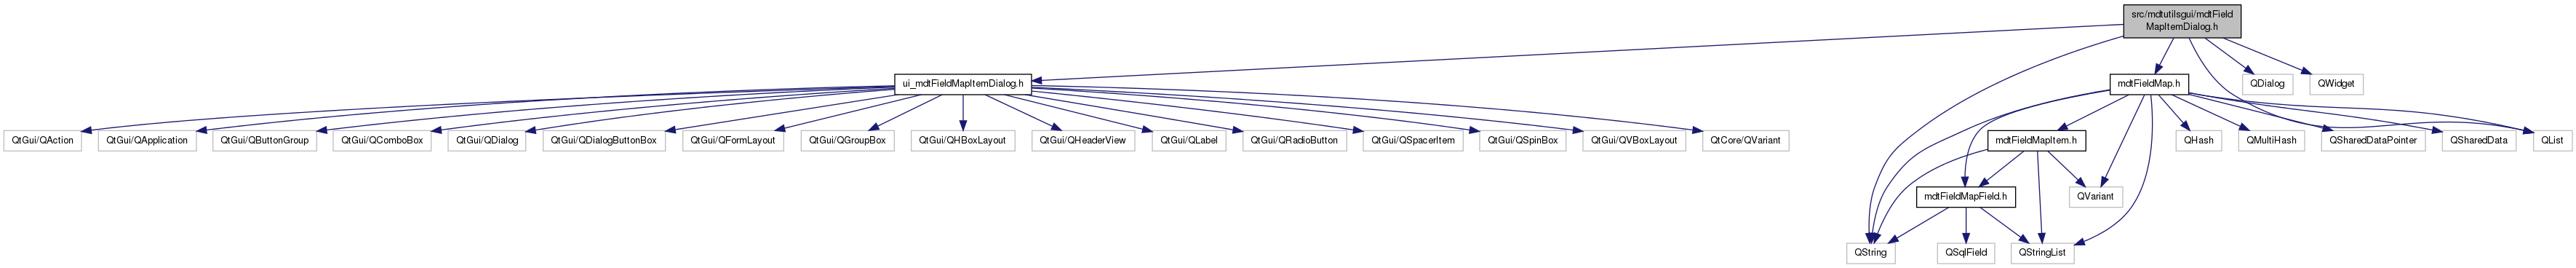 src/mdtutilsgui/mdtField
MapItemDialog.h
ui_mdtFieldMapItemDialog.h
mdtFieldMap.h
QDialog
QWidget
QtGui/QAction
QtGui/QApplication
QtGui/QButtonGroup
QtGui/QComboBox
QtGui/QDialog
QtGui/QDialogButtonBox
QtGui/QFormLayout
QtGui/QGroupBox
QtGui/QHBoxLayout
QtGui/QHeaderView
QtGui/QLabel
QtGui/QRadioButton
QtGui/QSpacerItem
QtGui/QSpinBox
QtGui/QVBoxLayout
QtCore/QVariant
mdtFieldMapItem.h
QHash
QMultiHash
QSharedDataPointer
QSharedData
QList
mdtFieldMapField.h
QVariant
QString
QSqlField
QStringList